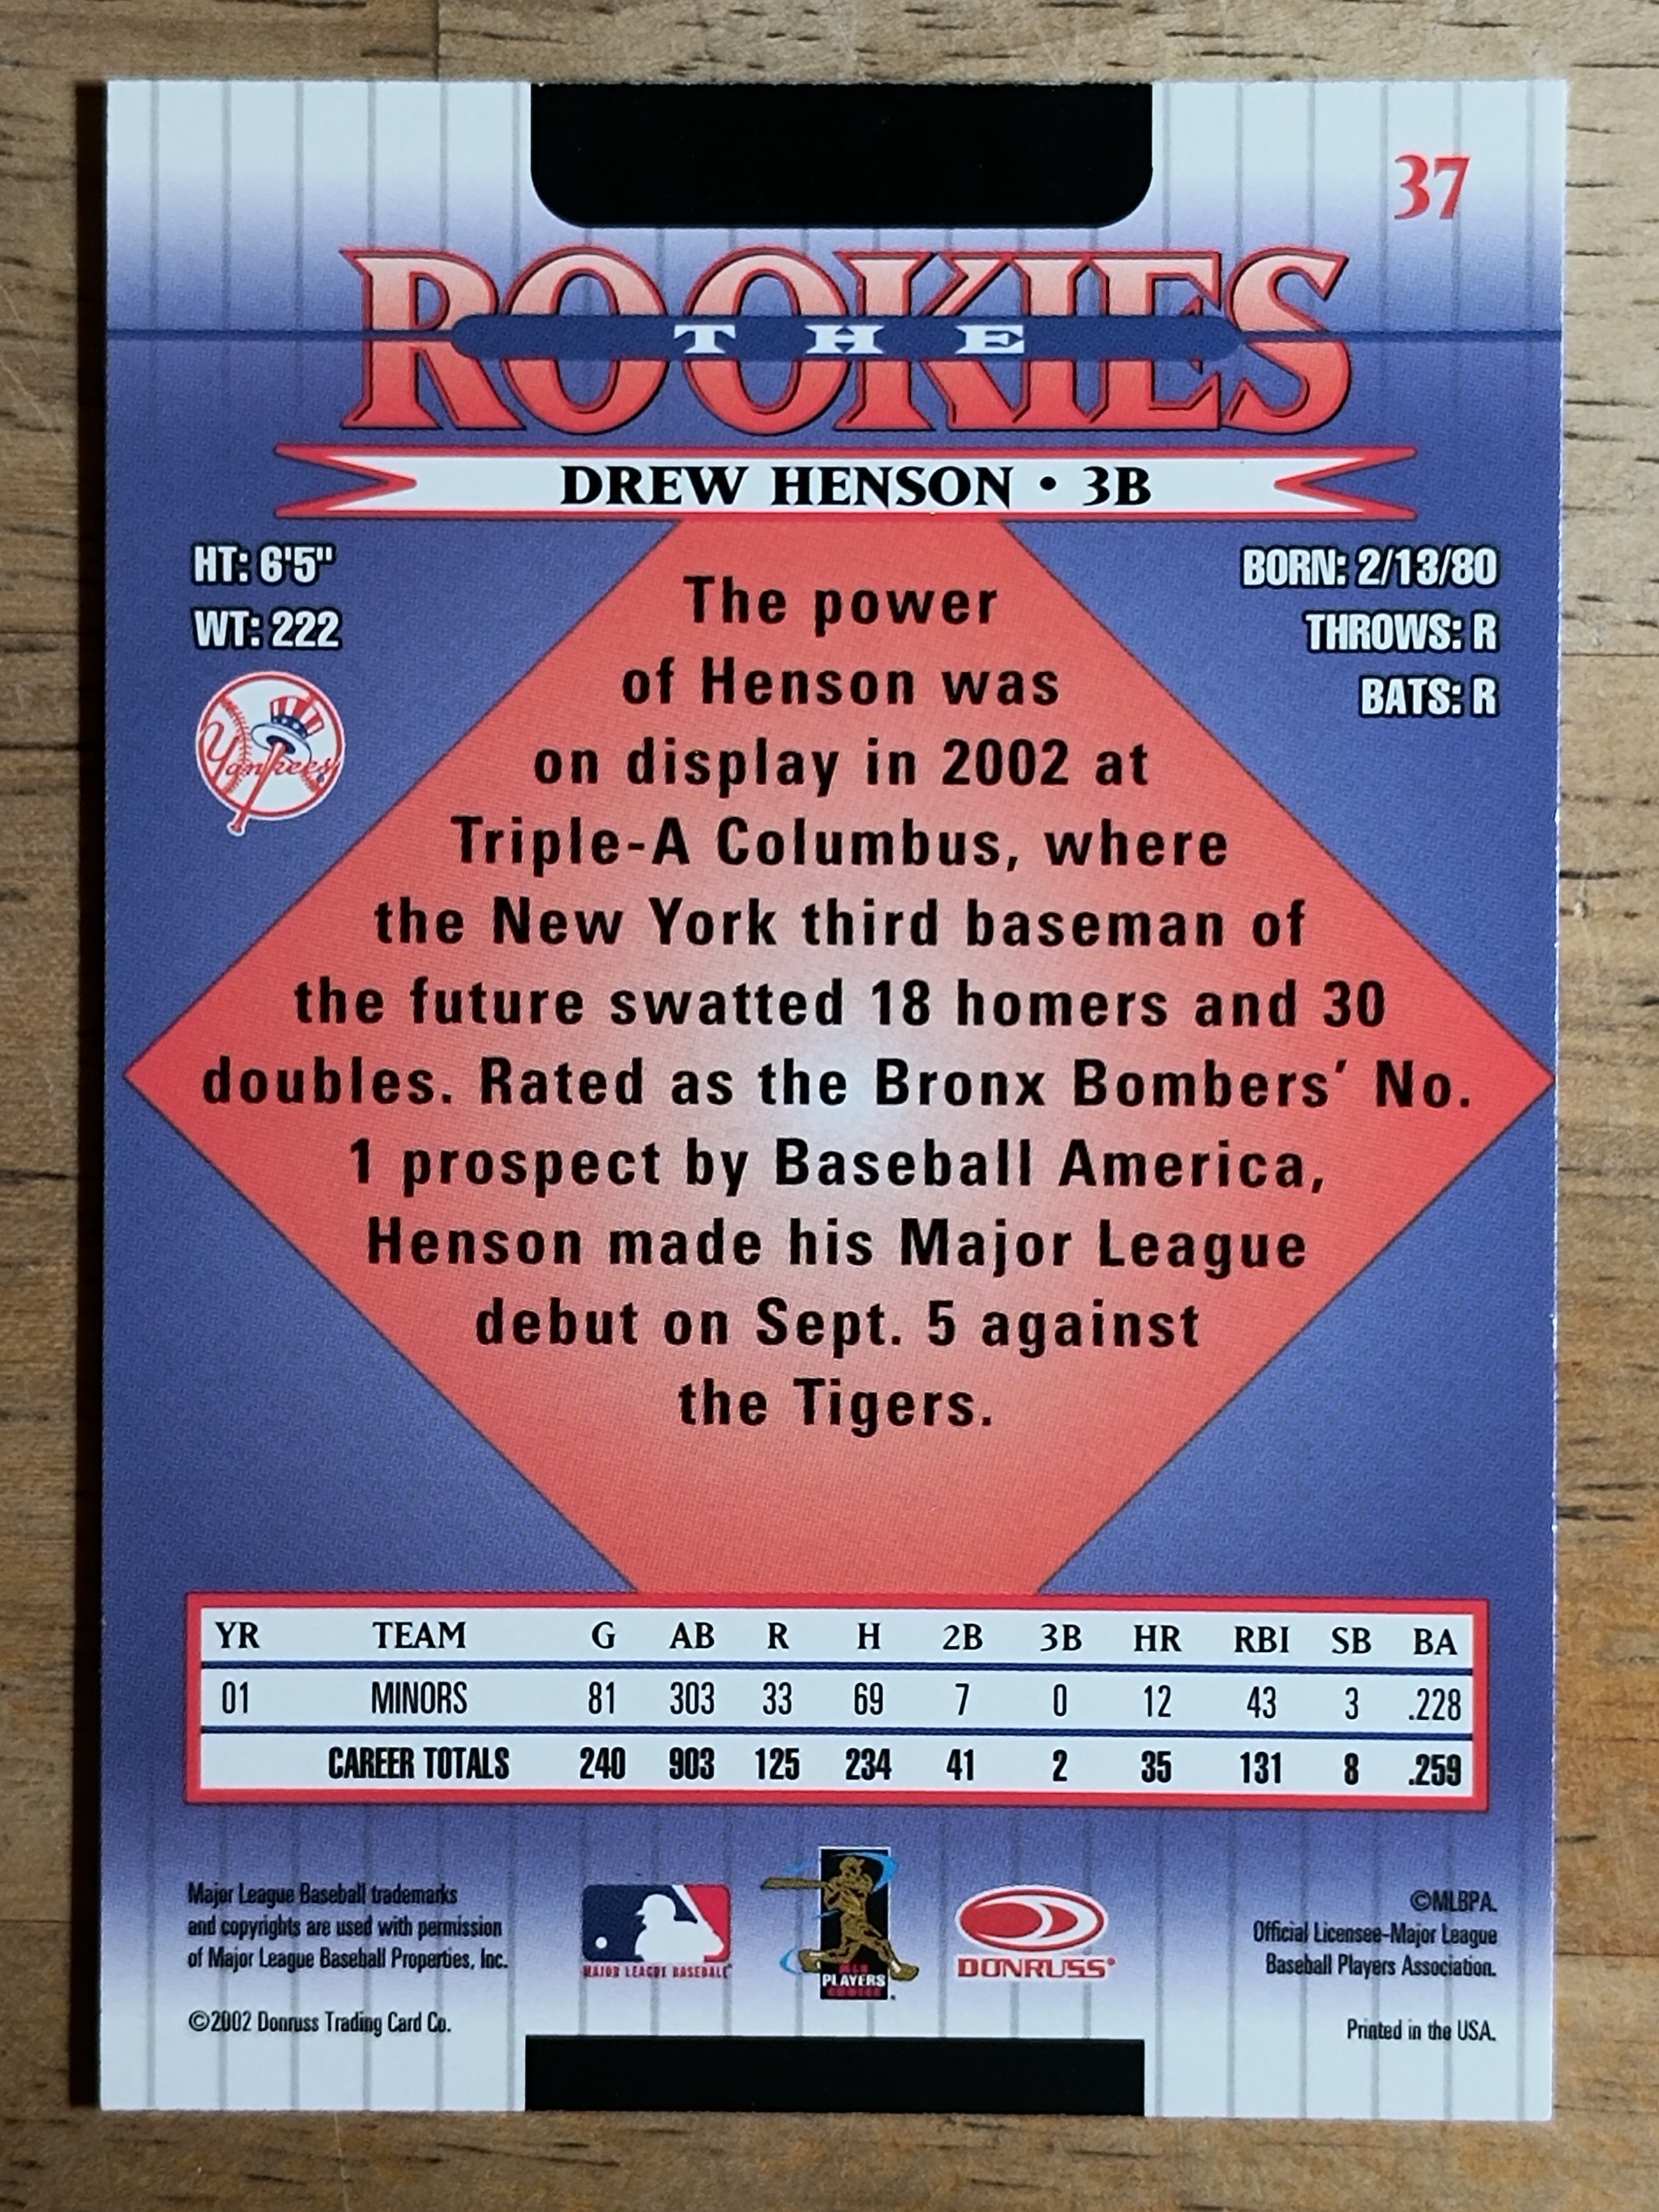 37
ROOKIES
THE
DREW HENSON • 3B
HT: 6'5"
WT: 222
Yankees
BORN: 2/13/80
THROWS: R
BATS: R
The power
of Henson was
on display in 2002 at
Triple-A Columbus, where
the New York third baseman of
the future swatted 18 homers and 30
doubles. Rated as the Bronx Bombers’ No.
1 prospect by Baseball America,
Henson made his Major League
debut on Sept. 5 against
the Tigers.
YR TEAM G AB R H 2B 3B HR RBI SB BA
01 MINORS 81 303 33 69 7 0 12 43 3 .228
CAREER TOTALS 240 903 125 234 41 2 35 131 8 .259
Major League Baseball trademarks
and copyrights are used with permission
of Major League Baseball Properties, Inc.
©2002 Donruss Trading Card Co.
MAJOR LEAGUE BASEBALL
MLB
PLAYERS
CHOICE
DONRUSS®
©MLBPA.
Official Licensee-Major League
Baseball Players Association.
Printed in the USA.